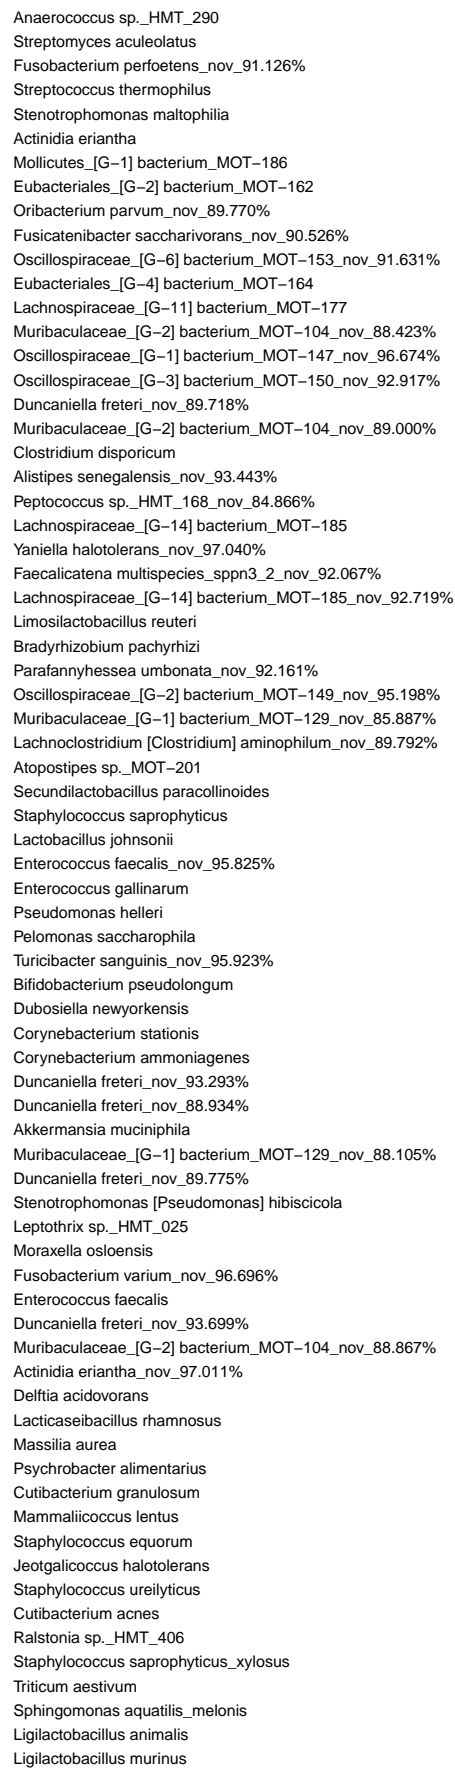 Anaerococcus sp._HMT_290
Streptomyces aculeolatus
Fusobacterium perfoetens_nov_91.126%
Streptococcus thermophilus
Stenotrophomonas maltophilia
Actinidia eriantha
Mollicutes_[G−1] bacterium_MOT−186
Eubacteriales_[G−2] bacterium_MOT−162
Oribacterium parvum_nov_89.770%
Fusicatenibacter saccharivorans_nov_90.526%
Oscillospiraceae_[G−6] bacterium_MOT−153_nov_91.631%
Eubacteriales_[G−4] bacterium_MOT−164
Lachnospiraceae_[G−11] bacterium_MOT−177
Muribaculaceae_[G−2] bacterium_MOT−104_nov_88.423%
Oscillospiraceae_[G−1] bacterium_MOT−147_nov_96.674%
Oscillospiraceae_[G−3] bacterium_MOT−150_nov_92.917%
Duncaniella freteri_nov_89.718%
Muribaculaceae_[G−2] bacterium_MOT−104_nov_89.000%
Clostridium disporicum
Alistipes senegalensis_nov_93.443%
Peptococcus sp._HMT_168_nov_84.866%
Lachnospiraceae_[G−14] bacterium_MOT−185
Yaniella halotolerans_nov_97.040%
Faecalicatena multispecies_sppn3_2_nov_92.067%
Lachnospiraceae_[G−14] bacterium_MOT−185_nov_92.719%
Limosilactobacillus reuteri
Bradyrhizobium pachyrhizi
Parafannyhessea umbonata_nov_92.161%
Oscillospiraceae_[G−2] bacterium_MOT−149_nov_95.198%
Muribaculaceae_[G−1] bacterium_MOT−129_nov_85.887%
Lachnoclostridium [Clostridium] aminophilum_nov_89.792%
Atopostipes sp._MOT−201
Secundilactobacillus paracollinoides
Staphylococcus saprophyticus
Lactobacillus johnsonii
Enterococcus faecalis_nov_95.825%
Enterococcus gallinarum
Pseudomonas helleri
Pelomonas saccharophila
Turicibacter sanguinis_nov_95.923%
Bifidobacterium pseudolongum
Dubosiella newyorkensis
Corynebacterium stationis
Corynebacterium ammoniagenes
Duncaniella freteri_nov_93.293%
Duncaniella freteri_nov_88.934%
Akkermansia muciniphila
Muribaculaceae_[G−1] bacterium_MOT−129_nov_88.105%
Duncaniella freteri_nov_89.775%
Stenotrophomonas [Pseudomonas] hibiscicola
Leptothrix sp._HMT_025
Moraxella osloensis
Fusobacterium varium_nov_96.696%
Enterococcus faecalis
Duncaniella freteri_nov_93.699%
Muribaculaceae_[G−2] bacterium_MOT−104_nov_88.867%
Actinidia eriantha_nov_97.011%
Delftia acidovorans
Lacticaseibacillus rhamnosus
Massilia aurea
Psychrobacter alimentarius
Cutibacterium granulosum
Mammaliicoccus lentus
Staphylococcus equorum
Jeotgalicoccus halotolerans
Staphylococcus ureilyticus
Cutibacterium acnes
Ralstonia sp._HMT_406
Staphylococcus saprophyticus_xylosus
Triticum aestivum
Sphingomonas aquatilis_melonis
Ligilactobacillus animalis
Ligilactobacillus murinus